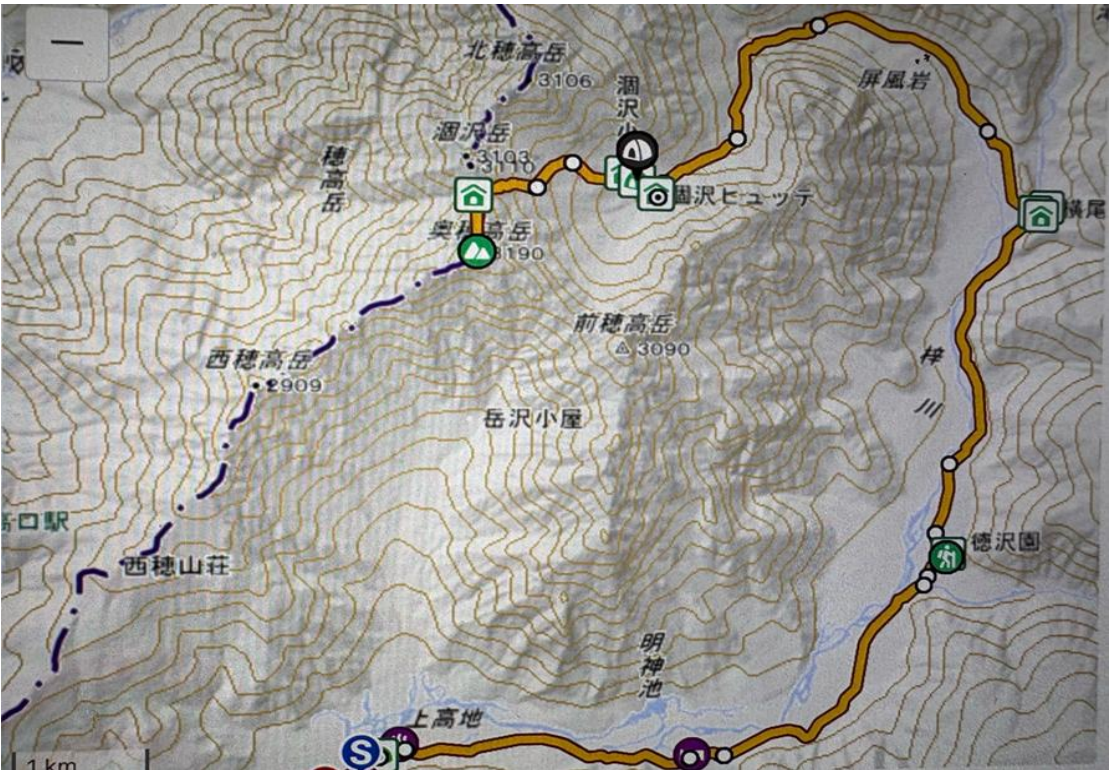 北穂高岳
3106
屏風岩
涸沢小
涸沢岳
3103
3110
穂高岳
涸沢ヒュッテ
横尾
奥穂高岳
3190
前穂高岳
3090
西穂高岳
2909
梓川
岳沢小屋
高口駅
徳沢園
西穂山荘
明神池
上高地
S
1 km